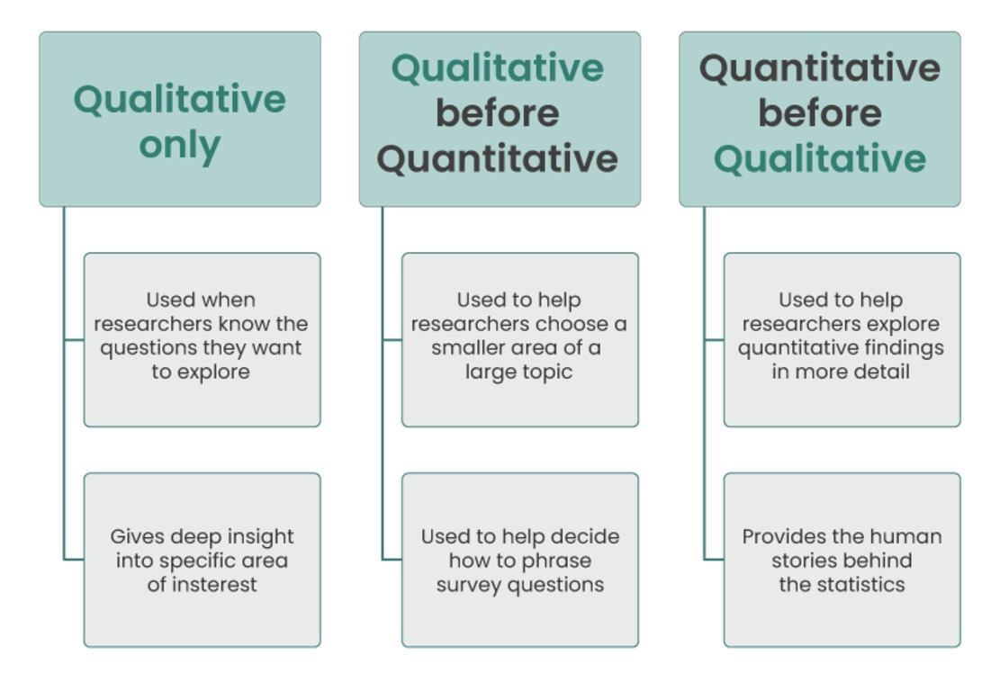 Qualitative
only
Used when
researchers know the
questions they want
to explore
Gives deep insight
into specific area
of insterest
Qualitative
before
Quantitative
Used to help
researchers choose a
smaller area of a
large topic
Used to help decide
how to phrase
survey questions
Quantitative
before
Qualitative
Used to help
researchers explore
quantitative findings
in more detail
Provides the human
stories behind
the statistics